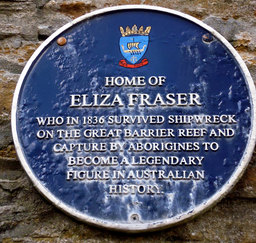 HOME OF
ELIZA FRASER
WHO IN 1836 SURVIVED SHIPWRECK
ON THE GREAT BARRIER REEF AND
CAPTURE BY ABORIGINES TO
BECOME A LEGENDARY
FIGURE IN AUSTRALIAN
HISTORY.